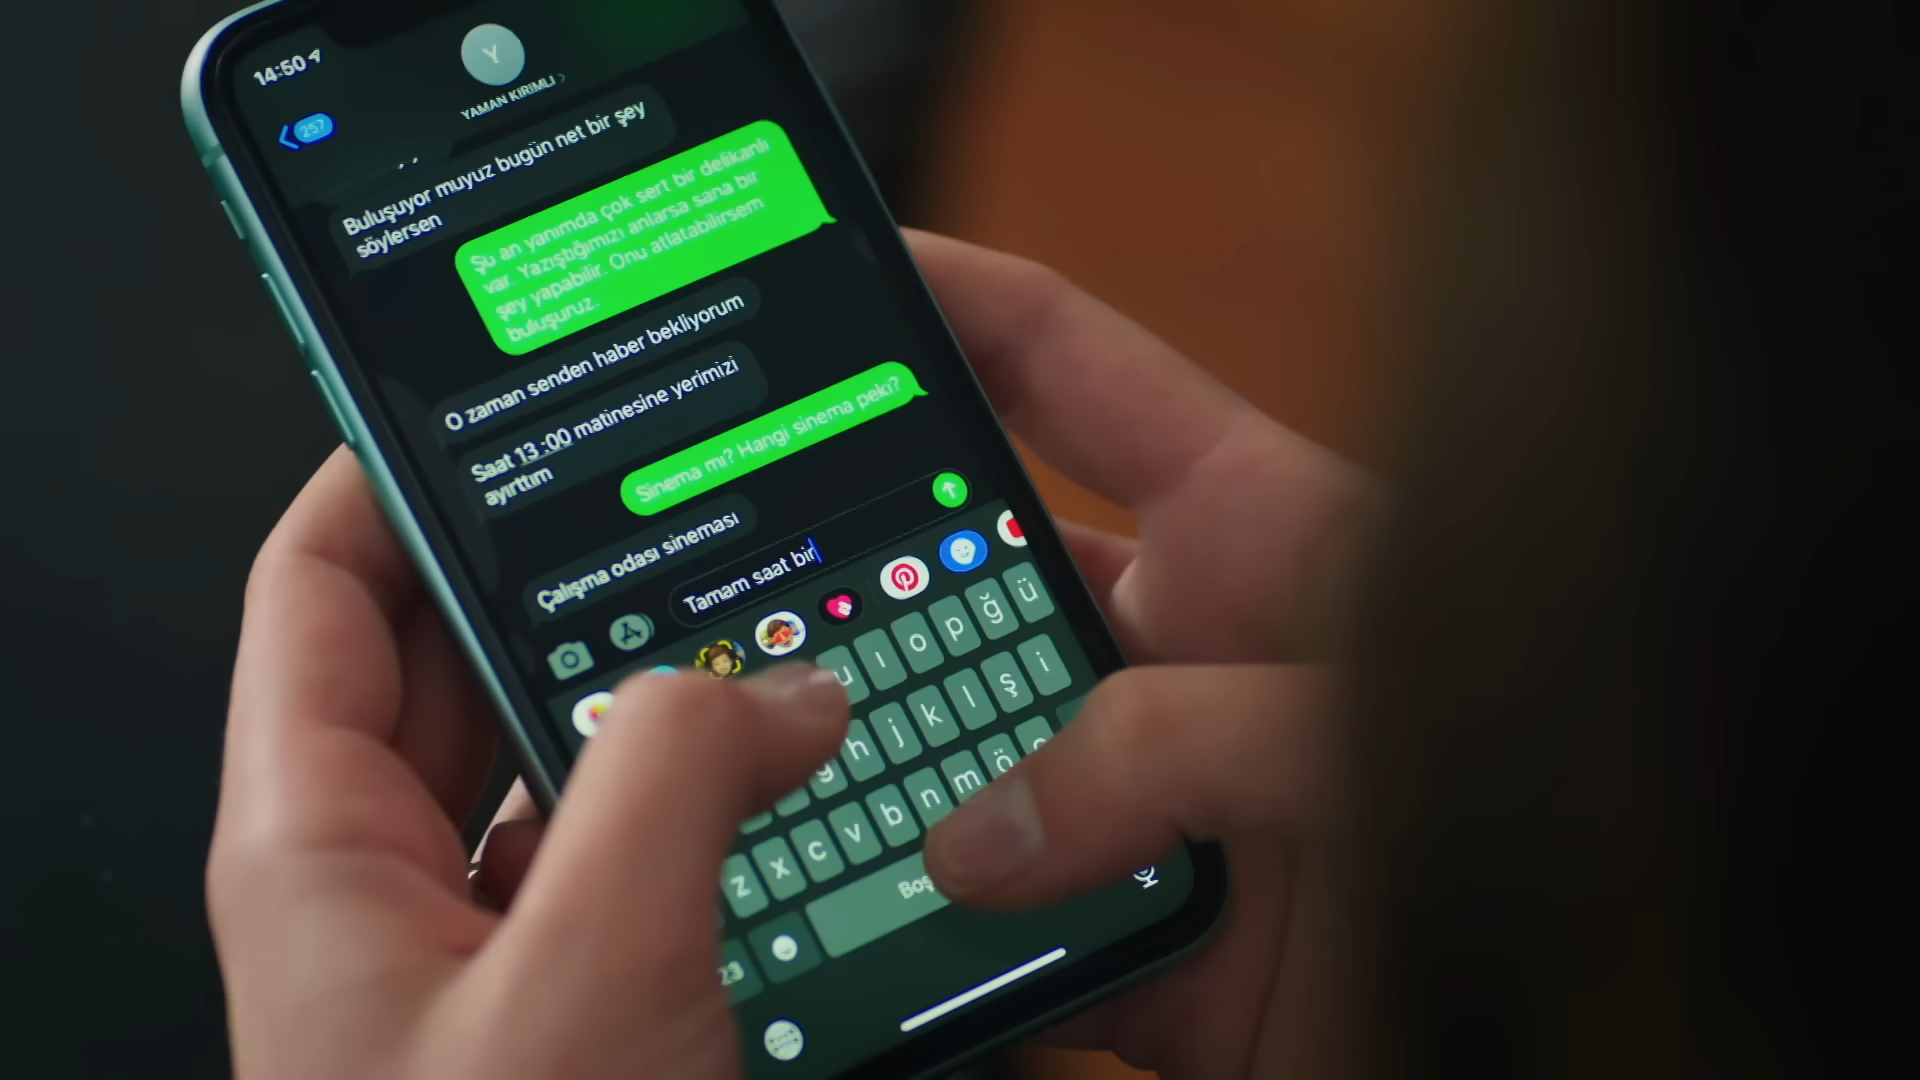 14:50
Y
257
YAMAN KIRIMLI
Buluşuyor muyuz bugün net bir şey
söylersen
Şu an yanımda çok sert bir delikanlı
var. Yazıştığımızı anlarsa sana bir
şey yapabilir. Onu atlatabilirsem
buluşuruz.
O zaman senden haber bekliyorum
Saat 13 :00 matinesine yerimizi
ayırttım
Sinema mı? Hangi sinema peki?
Çalışma odası sineması
Tamam saat bir
u ı o p ğ ü
g h j k l ş i
z x c v b n m ö